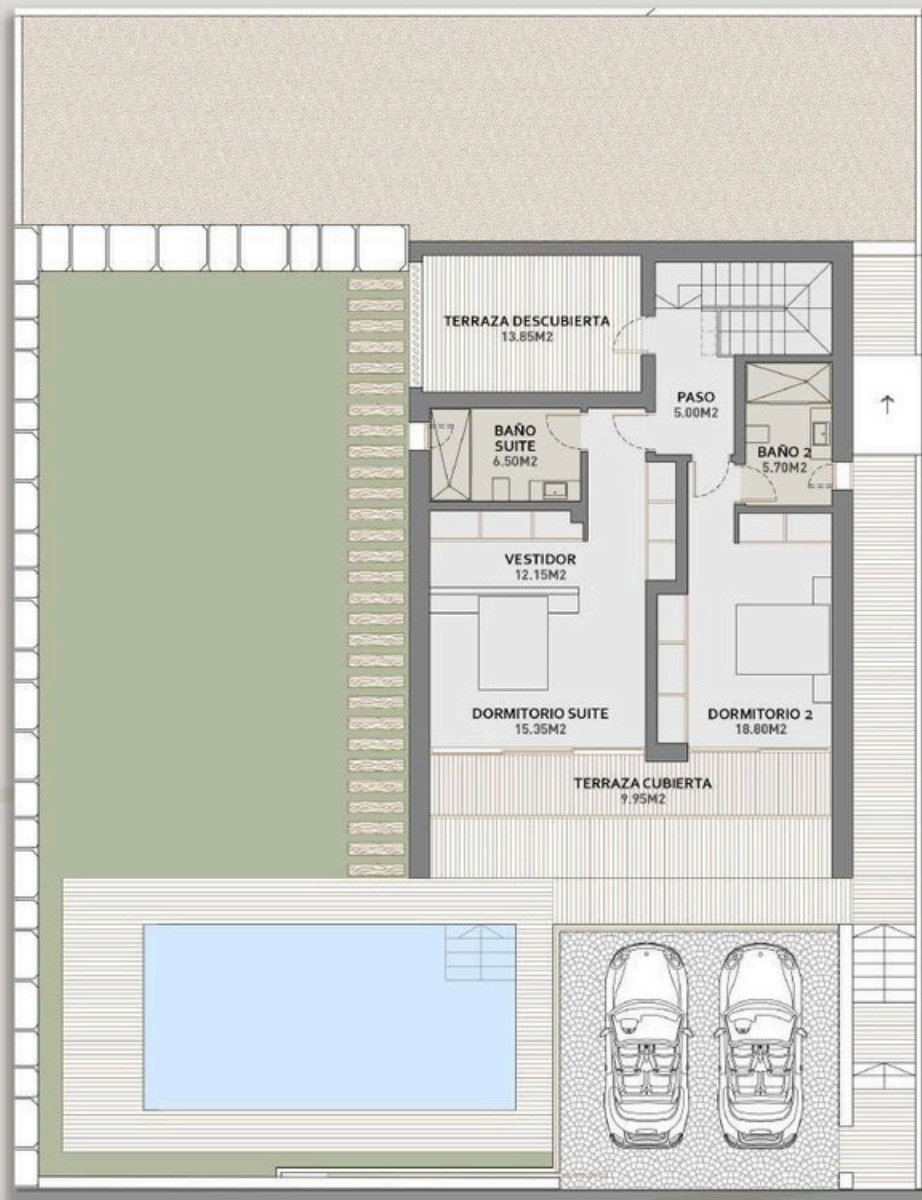 TERRAZA DESCUBIERTA
13.85M2
PASO
5.00M2
BAÑO
SUITE
6.50M2
BAÑO 2
5.70M2
VESTIDOR
12.15M2
DORMITORIO SUITE
15.35M2
DORMITORIO 2
18.80M2
TERRAZA CUBIERTA
9.95M2